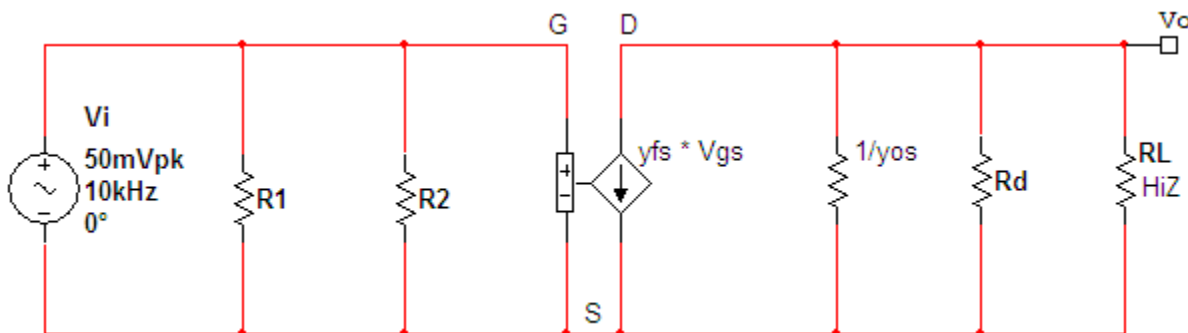 G
D
Vo
Vi
50mVpk
10kHz
0°
R1
R2
yfs * Vgs
1/yos
Rd
RL
HiZ
S